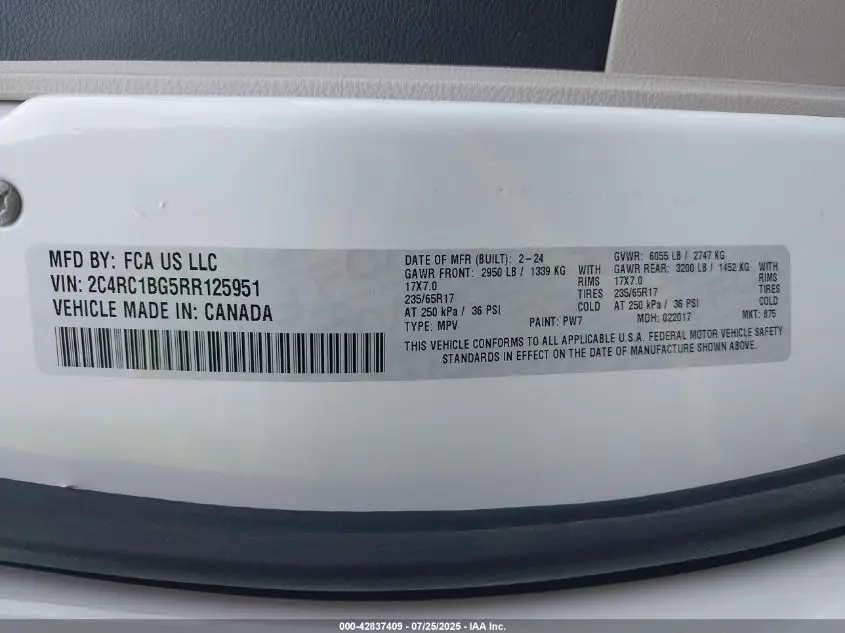 MFD BY: FCA US LLC
VIN: 2C4RC1BG5RR125951
VEHICLE MADE IN: CANADA
DATE OF MFR (BUILT): 2-24
GAWR FRONT: 2950 LB / 1339 KG WITH
17X7.0 RIMS
235/65R17 TIRES
AT 250 kPa / 36 PSI COLD
TYPE: MPV PAINT: PW7
GVWR: 6055 LB / 2747 KG
GAWR REAR: 3200 LB / 1452 KG WITH
17X7.0 RIMS
235/65R17 TIRES
AT 250 kPa / 36 PSI COLD
MDH: 022017 MKT: 875
THIS VEHICLE CONFORMS TO ALL APPLICABLE U.S.A. FEDERAL MOTOR VEHICLE SAFETY
STANDARDS IN EFFECT ON THE DATE OF MANUFACTURE SHOWN ABOVE.
000-42837409 - 07/25/2025 - IAA Inc.